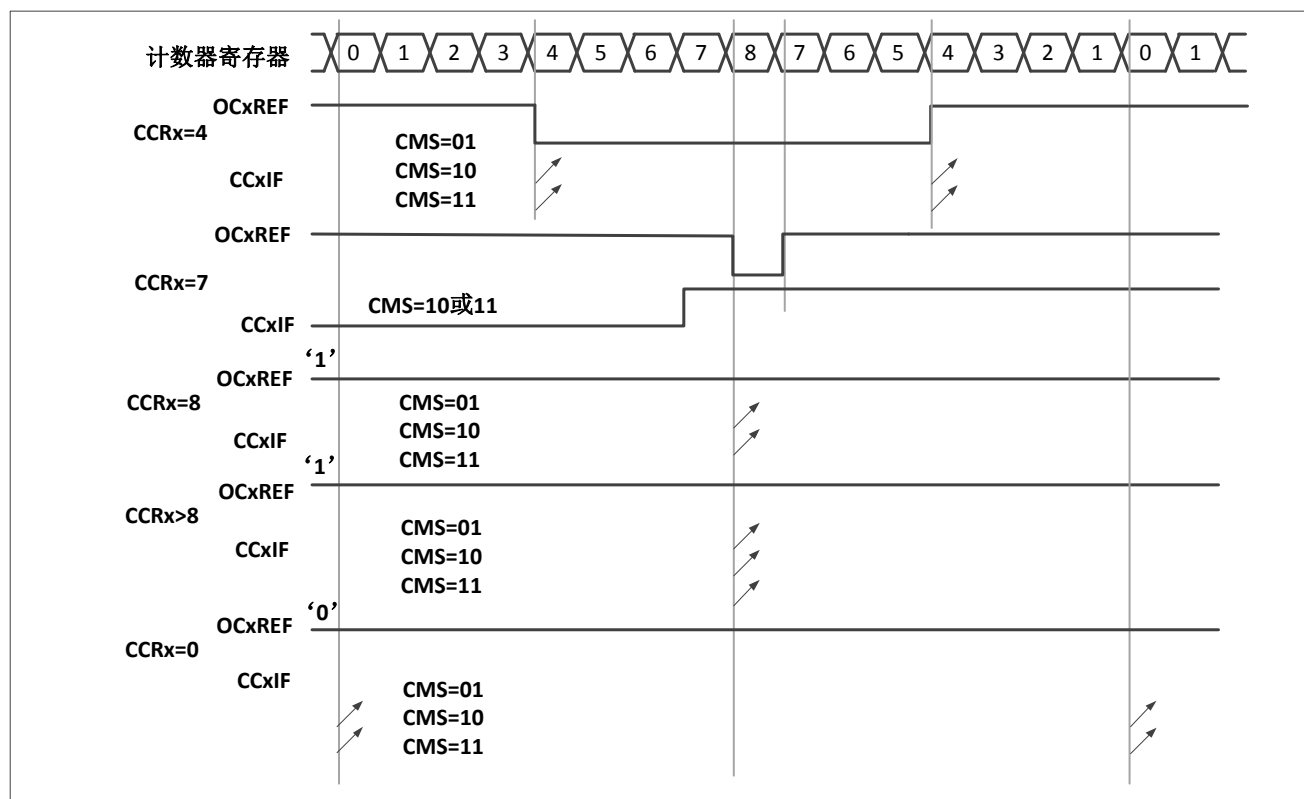 计数器寄存器 0 1 2 3 4 5 6 7 8 7 6 5 4 3 2 1 0 1
OCxREF
CCRx=4
CMS=01
CCxIF
CMS=10
CMS=11
OCxREF
CCRx=7
CMS=10或11
CCxIF
‘1’
OCxREF
CCRx=8
CMS=01
CCxIF
CMS=10
CMS=11
‘1’
OCxREF
CCRx>8
CMS=01
CCxIF
CMS=10
CMS=11
‘0’
OCxREF
CCRx=0
CCxIF
CMS=01
CMS=10
CMS=11